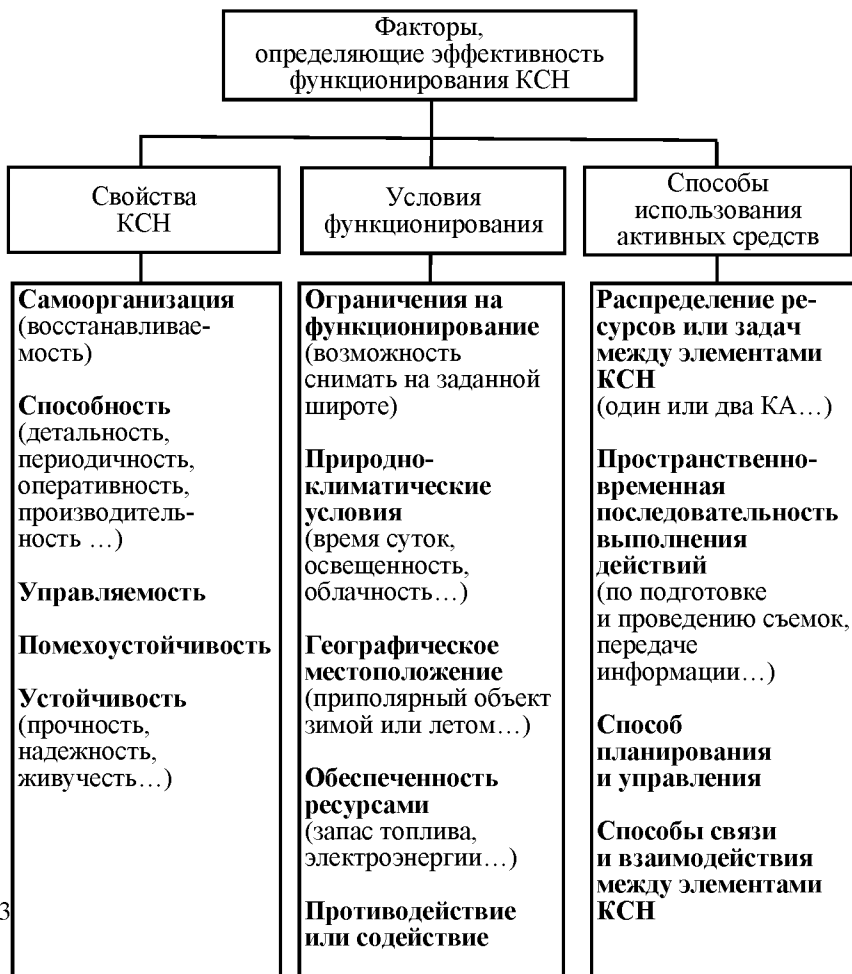 Факторы,
определяющие эффективность
функционирования КСН
Свойства
КСН
Условия
функционирования
Способы
использования
активных средств
Самоорганизация
(восстанавливае-
мость)
Способность
(детальность,
периодичность,
оперативность,
производитель-
ность …)
Управляемость
Помехоустойчивость
Устойчивость
(прочность,
надежность,
живучесть…)
Ограничения на
функционирование
(возможность
снимать на заданной
широте)
Природно-
климатические
условия
(время суток,
освещенность,
облачность…)
Географическое
местоположение
(приполярный объект
зимой или летом…)
Обеспеченность
ресурсами
(запас топлива,
электроэнергии…)
Противодействие
или содействие
Распределение ре-
сурсов или задач
между элементами
КСН
(один или два КА…)
Пространственно-
временная
последовательность
выполнения
действий
(по подготовке
и проведению съемок,
передаче
информации…)
Способ
планирования
и управления
Способы связи
и взаимодействия
между элементами
КСН
3